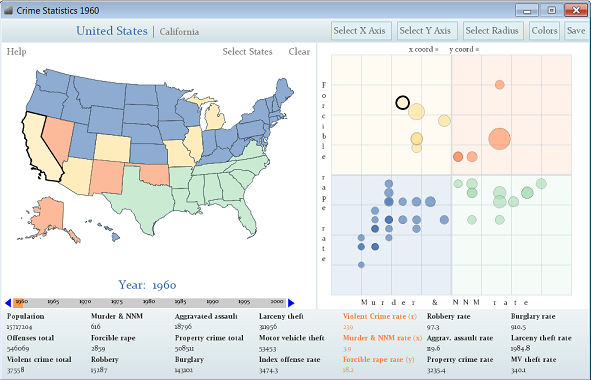 Crime Statistics 1960
United States | California
Select X Axis
Select Y Axis
Select Radius
Colors
Save
Help
Select States
Clear
x coord =
y coord =
Forcible rape rate
Murder & NNM rate
Year: 1960
1960 1965 1970 1975 1980 1985 1990 1995 2000
Population Murder & NNM Aggravated assault Larceny theft Violent Crime rate (r) Robbery rate Burglary rate
15717204 616 18796 311956 239 97.3 910.5
Offenses total Forcible rape Property crime total Motor vehicle theft Murder & NNM rate (x) Aggrav. assault rate Larceny theft rate
546069 2859 508511 53453 3.9 119.6 1984.8
Violent crime total Robbery Burglary Index offense rate Forcible rape rate (y) Property crime rate MV theft rate
37558 15287 143102 3474.3 18.2 3235.4 340.1